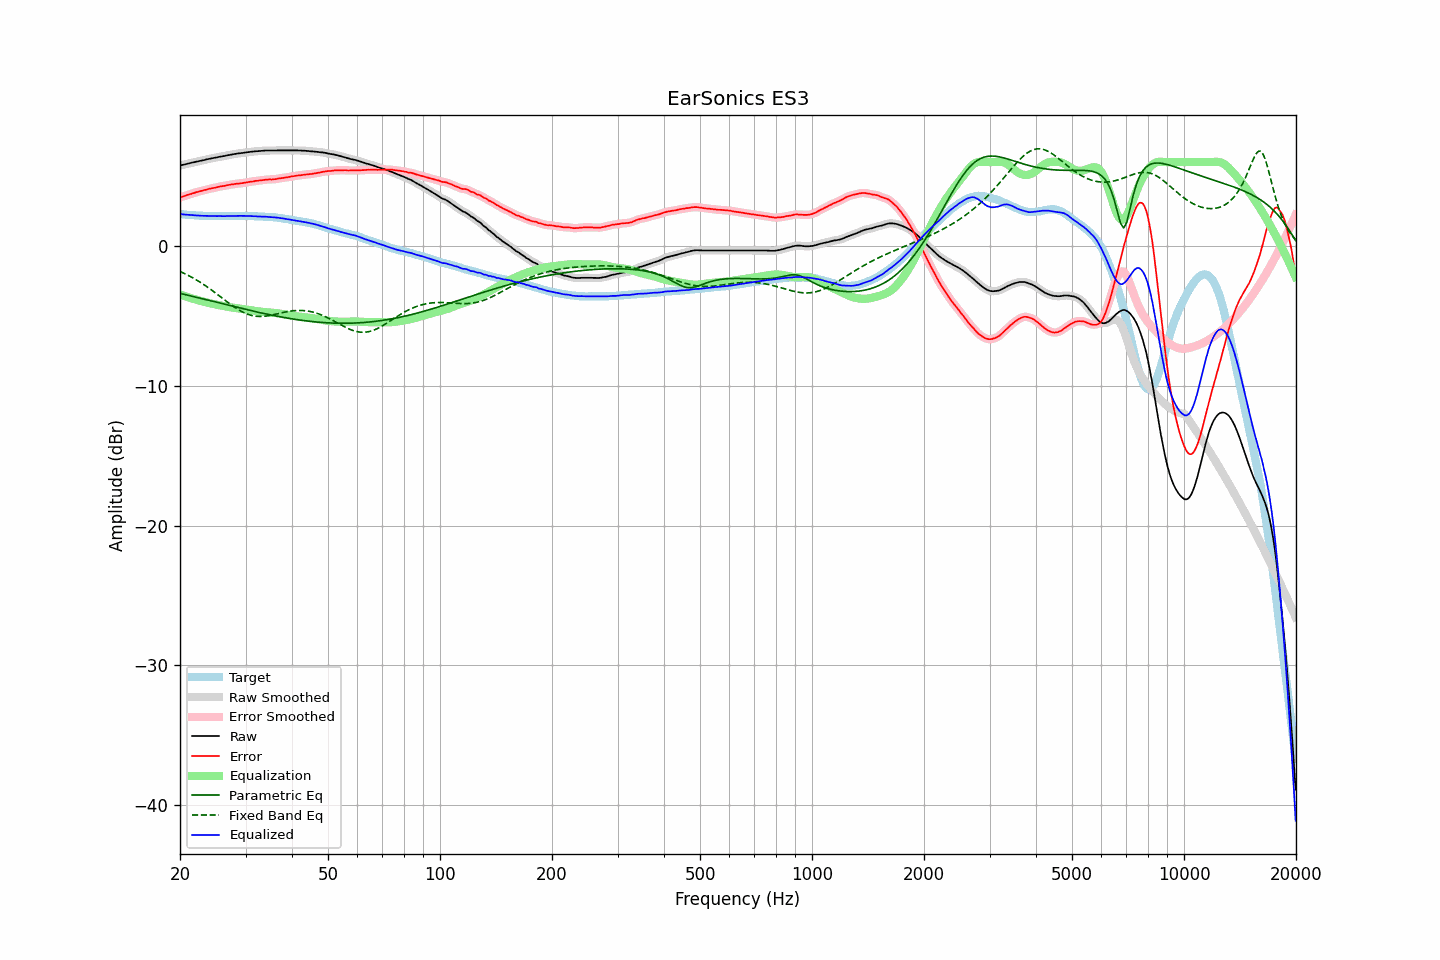 EarSonics ES3
Amplitude (dBr)
0
−10
−20
−30
−40
Target
Raw Smoothed
Error Smoothed
Raw
Error
Equalization
Parametric Eq
Fixed Band Eq
Equalized
20 50 100 200 500 1000 2000 5000 10000 20000
Frequency (Hz)